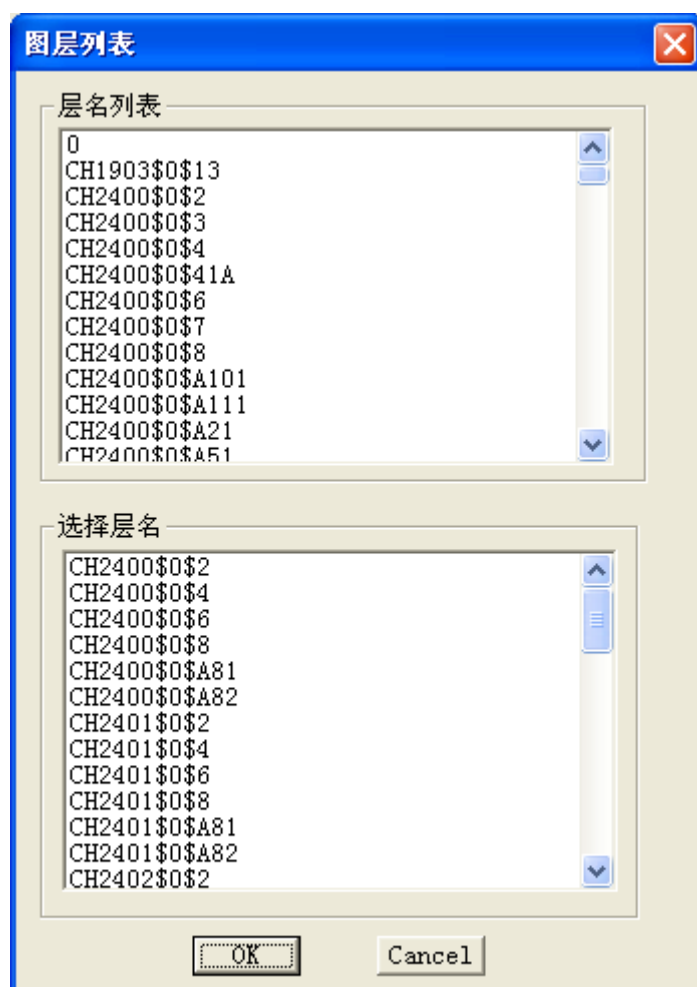 图层列表
层名列表
0
CH1903$0$13
CH2400$0$2
CH2400$0$3
CH2400$0$4
CH2400$0$41A
CH2400$0$6
CH2400$0$7
CH2400$0$8
CH2400$0$A101
CH2400$0$A111
CH2400$0$A21
CH2400$0$A51
选择层名
CH2400$0$2
CH2400$0$4
CH2400$0$6
CH2400$0$8
CH2400$0$A81
CH2400$0$A82
CH2401$0$2
CH2401$0$4
CH2401$0$6
CH2401$0$8
CH2401$0$A81
CH2401$0$A82
CH2402$0$2
OK Cancel